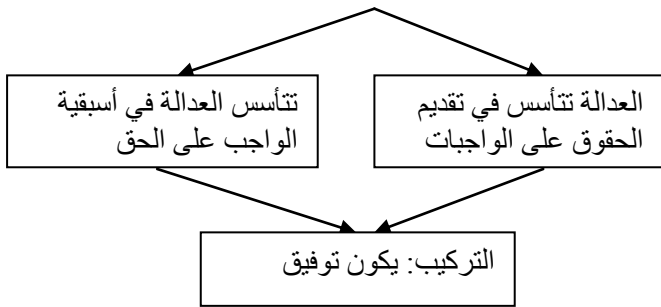 العدالة تتأسس في تقديم
الحقوق على الواجبات
تتأسس العدالة في أسبقية
الواجب على الحق
التركيب: يكون توفيق